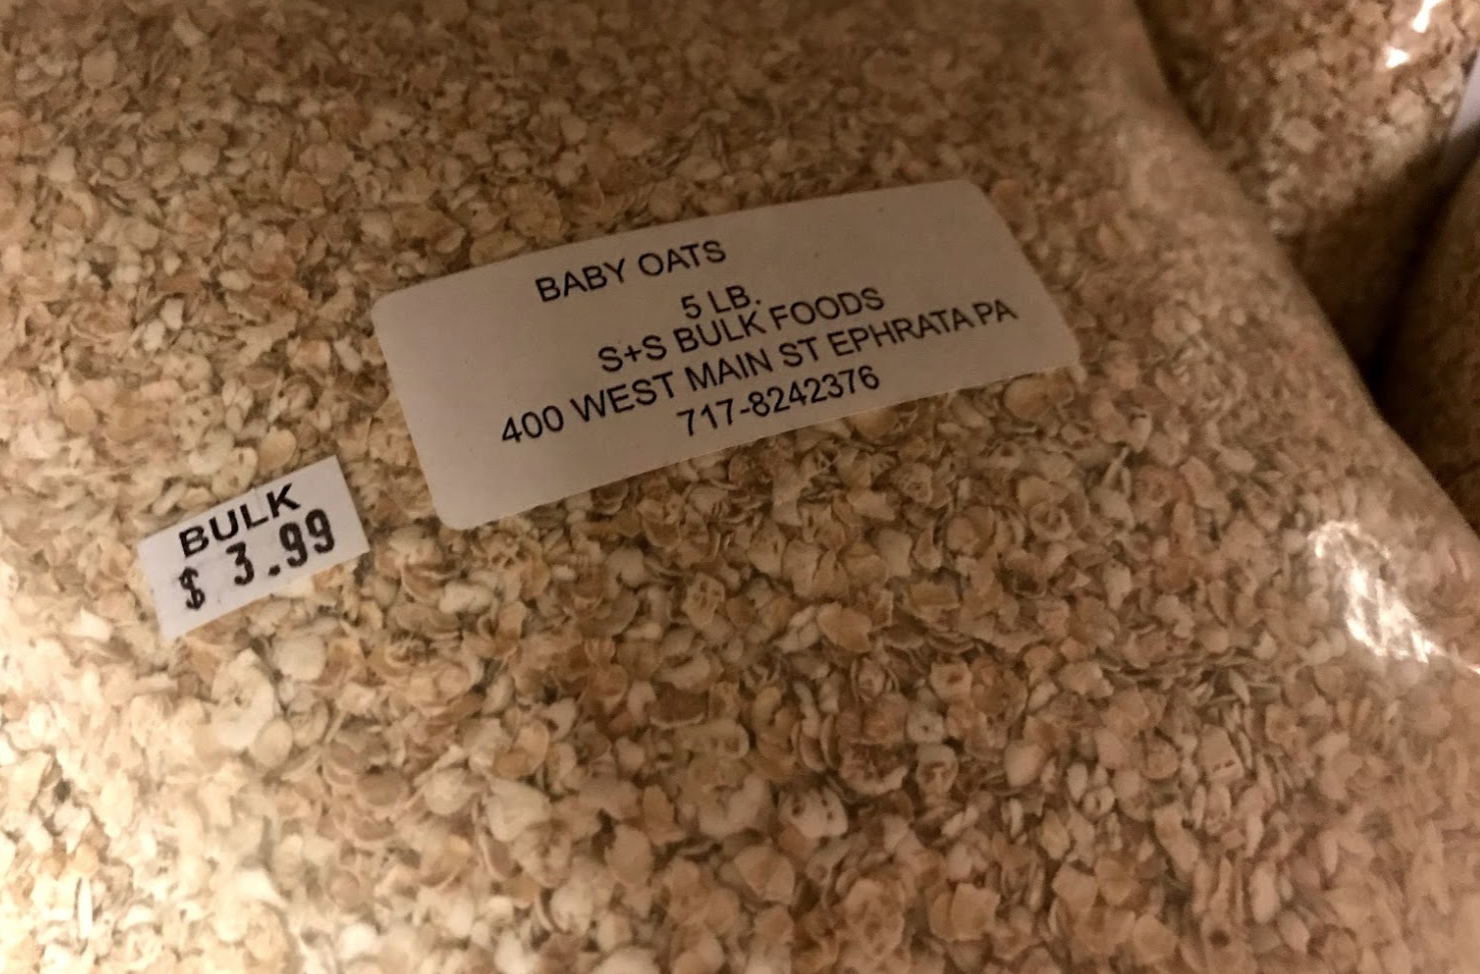 BABY OATS
5 LB.
S+S BULK FOODS
400 WEST MAIN ST EPHRATA PA
717-8242376
BULK
$ 3.99